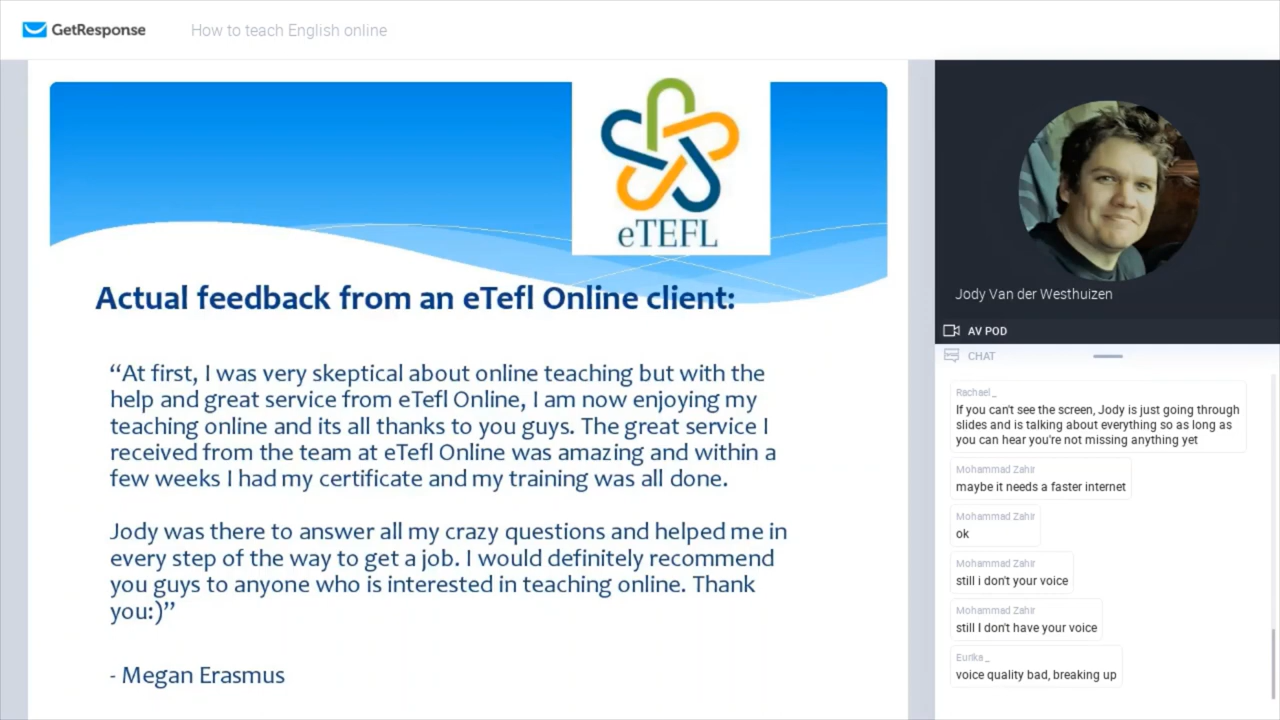 GetResponse
How to teach English online
eTEFL
Actual feedback from an eTefl Online client:
“At first, I was very skeptical about online teaching but with the
help and great service from eTefl Online, I am now enjoying my
teaching online and its all thanks to you guys. The great service I
received from the team at eTefl Online was amazing and within a
few weeks I had my certificate and my training was all done.
Jody was there to answer all my crazy questions and helped me in
every step of the way to get a job. I would definitely recommend
you guys to anyone who is interested in teaching online. Thank
you:)”
- Megan Erasmus
Jody Van der Westhuizen
AV POD
CHAT
Rachael _
If you can't see the screen, Jody is just going through
slides and is talking about everything so as long as
you can hear you're not missing anything yet
Mohammad Zahir
maybe it needs a faster internet
Mohammad Zahir
ok
Mohammad Zahir
still i don't your voice
Mohammad Zahir
still I don't have your voice
Eurika _
voice quality bad, breaking up